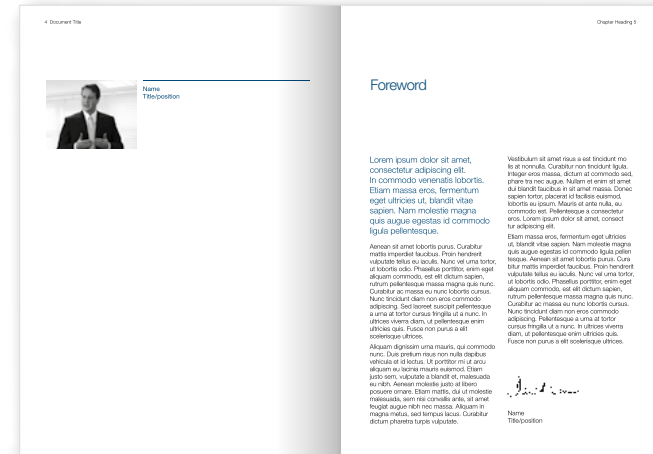 4 Document Title
Name
Title/position
Chapter Heading 5
Foreword
Lorem ipsum dolor sit amet,
consectetur adipiscing elit.
In commodo venenatis lobortis.
Etiam massa eros, fermentum
eget ultricies ut, blandit vitae
sapien. Nam molestie magna
quis augue egestas id commodo
ligula pellentesque.
Aenean sit amet lobortis purus. Curabitur
mattis imperdiet faucibus. Proin hendrerit
vulputate tellus eu iaculis. Nunc vel urna tortor,
ut lobortis odio. Phasellus porttitor, enim eget
aliquam commodo, est elit dictum sapien,
rutrum pellentesque massa magna quis nunc.
Curabitur ac massa eu nunc lobortis cursus.
Nunc tincidunt diam non eros commodo
adipiscing. Sed laoreet suscipit pellentesque
a urna at tortor cursus fringilla ut a nunc. In
ultrices viverra diam, ut pellentesque enim
ultricies quis. Fusce non purus a elit
scelerisque ultrices.
Aliquam dignissim urna mauris, qui commodo
nunc. Duis pretium risus non nulla dapibus
vehicula et id lectus. Ut porttitor mi ut arcu
aliquam eu lacinia mauris euismod. Etiam
justo sem, vulputate a blandit et, malesuada
eu nibh. Aenean molestie justo at libero
posuere ornare. Etiam mattis, dui ut molestie
malesuada, sem nisi convallis ante, sit amet
feugiat augue nibh nec massa. Aliquam in
magna metus, sed tempus lacus. Curabitur
dictum pharetra turpis vulputate.
Vestibulum sit amet risus a est tincidunt mo
lis at nonnulla. Curabitur non tincidunt ligula.
Integer eros massa, dictum at commodo sed,
phare tra nec augue. Nullam et enim sit amet
dui blandit faucibus in sit amet massa. Donec
sapien tortor, placerat id facilisis euismod,
lobortis eu ipsum. Mauris et ante nulla, eu
commodo est. Pellentesque a consectetur
eros. Lorem ipsum dolor sit amet, consect
tur adipiscing elit.
Etiam massa eros, fermentum eget ultricies
ut, blandit vitae sapien. Nam molestie magna
quis augue egestas id commodo ligula pellen
tesque. Aenean sit amet lobortis purus. Cura
bitur mattis imperdiet faucibus. Proin hendrerit
vulputate tellus eu iaculis. Nunc vel urna tortor,
ut lobortis odio. Phasellus porttitor, enim eget
aliquam commodo, est elit dictum sapien,
rutrum pellentesque massa magna quis nunc.
Curabitur ac massa eu nunc lobortis cursus.
Nunc tincidunt diam non eros commodo
adipiscing. Pellentesque a urna at tortor
cursus fringilla ut a nunc. In ultrices viverra
diam, ut pellentesque enim ultricies quis.
Fusce non purus a elit scelerisque ultrices.
Name
Title/position